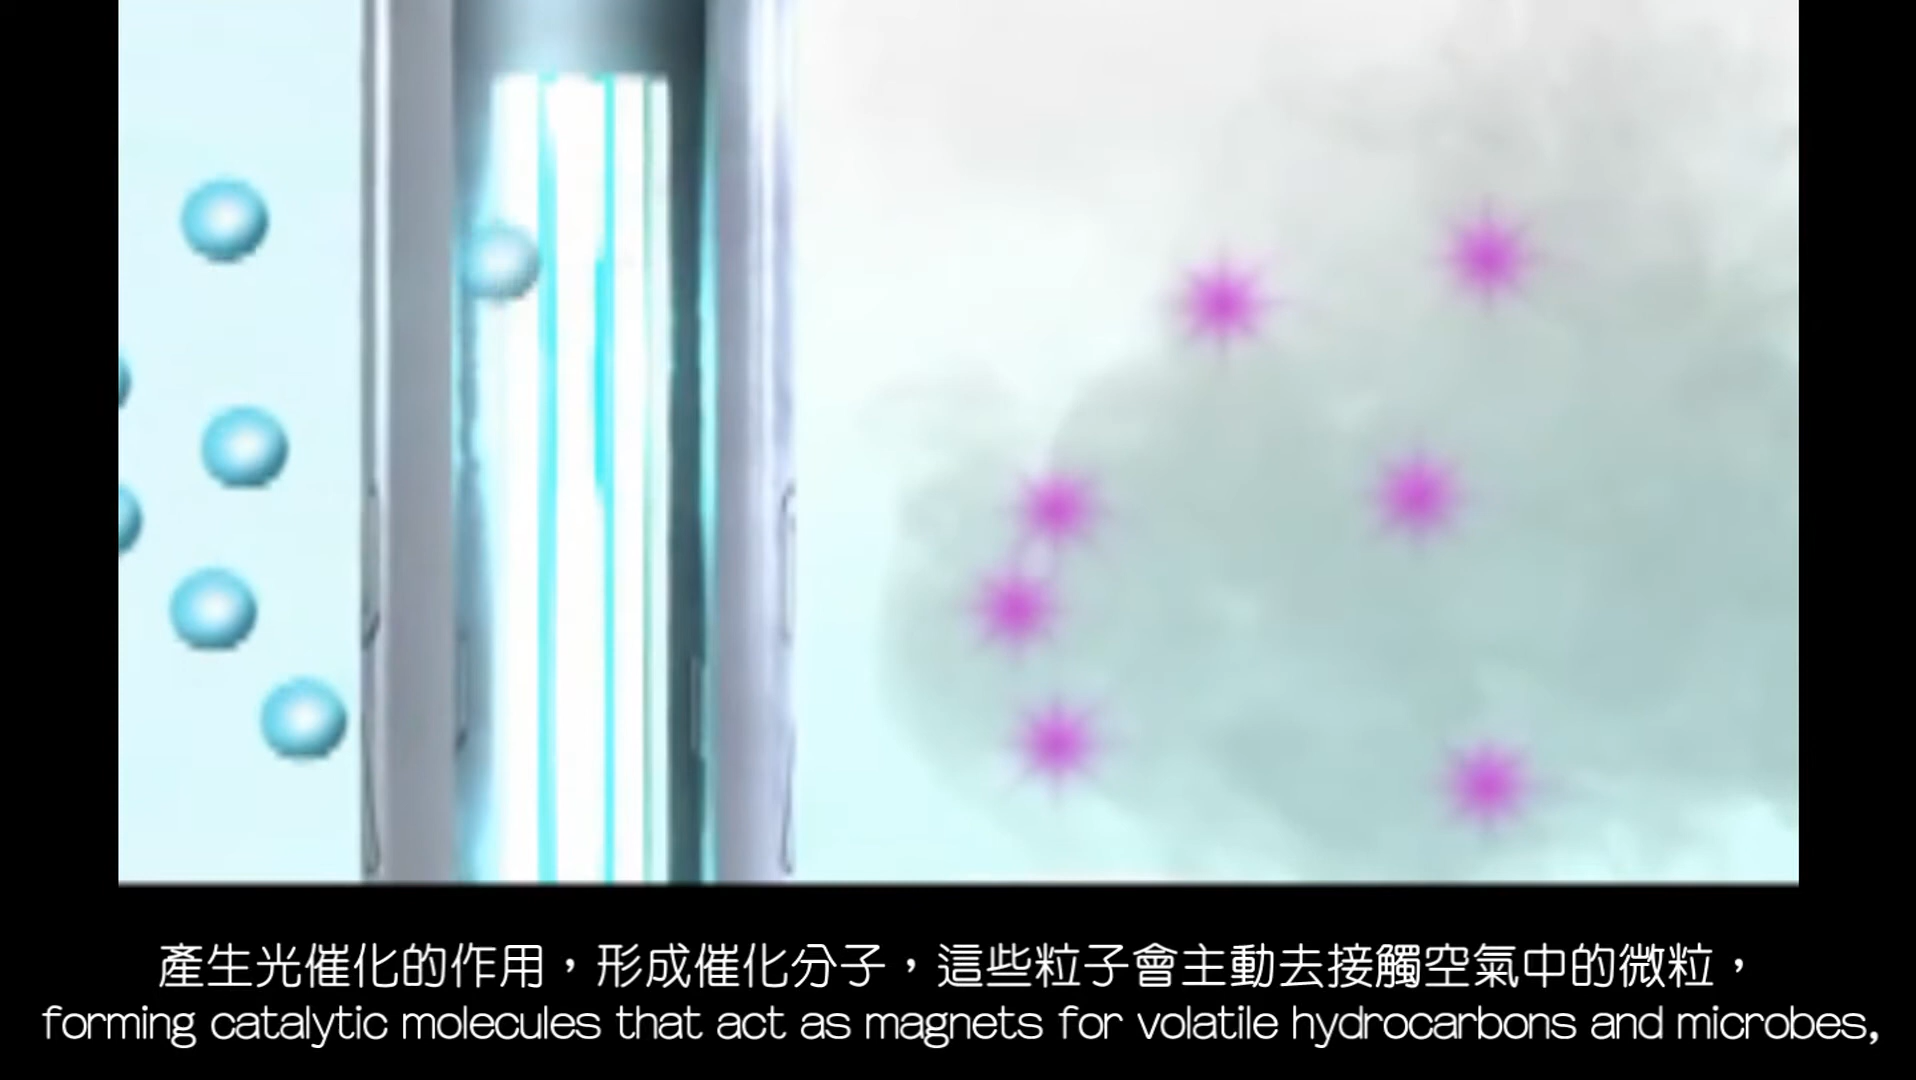 產生光催化的作用，形成催化分子，這些粒子會主動去接觸空氣中的微粒，
forming catalytic molecules that act as magnets for volatile hydrocarbons and microbes,